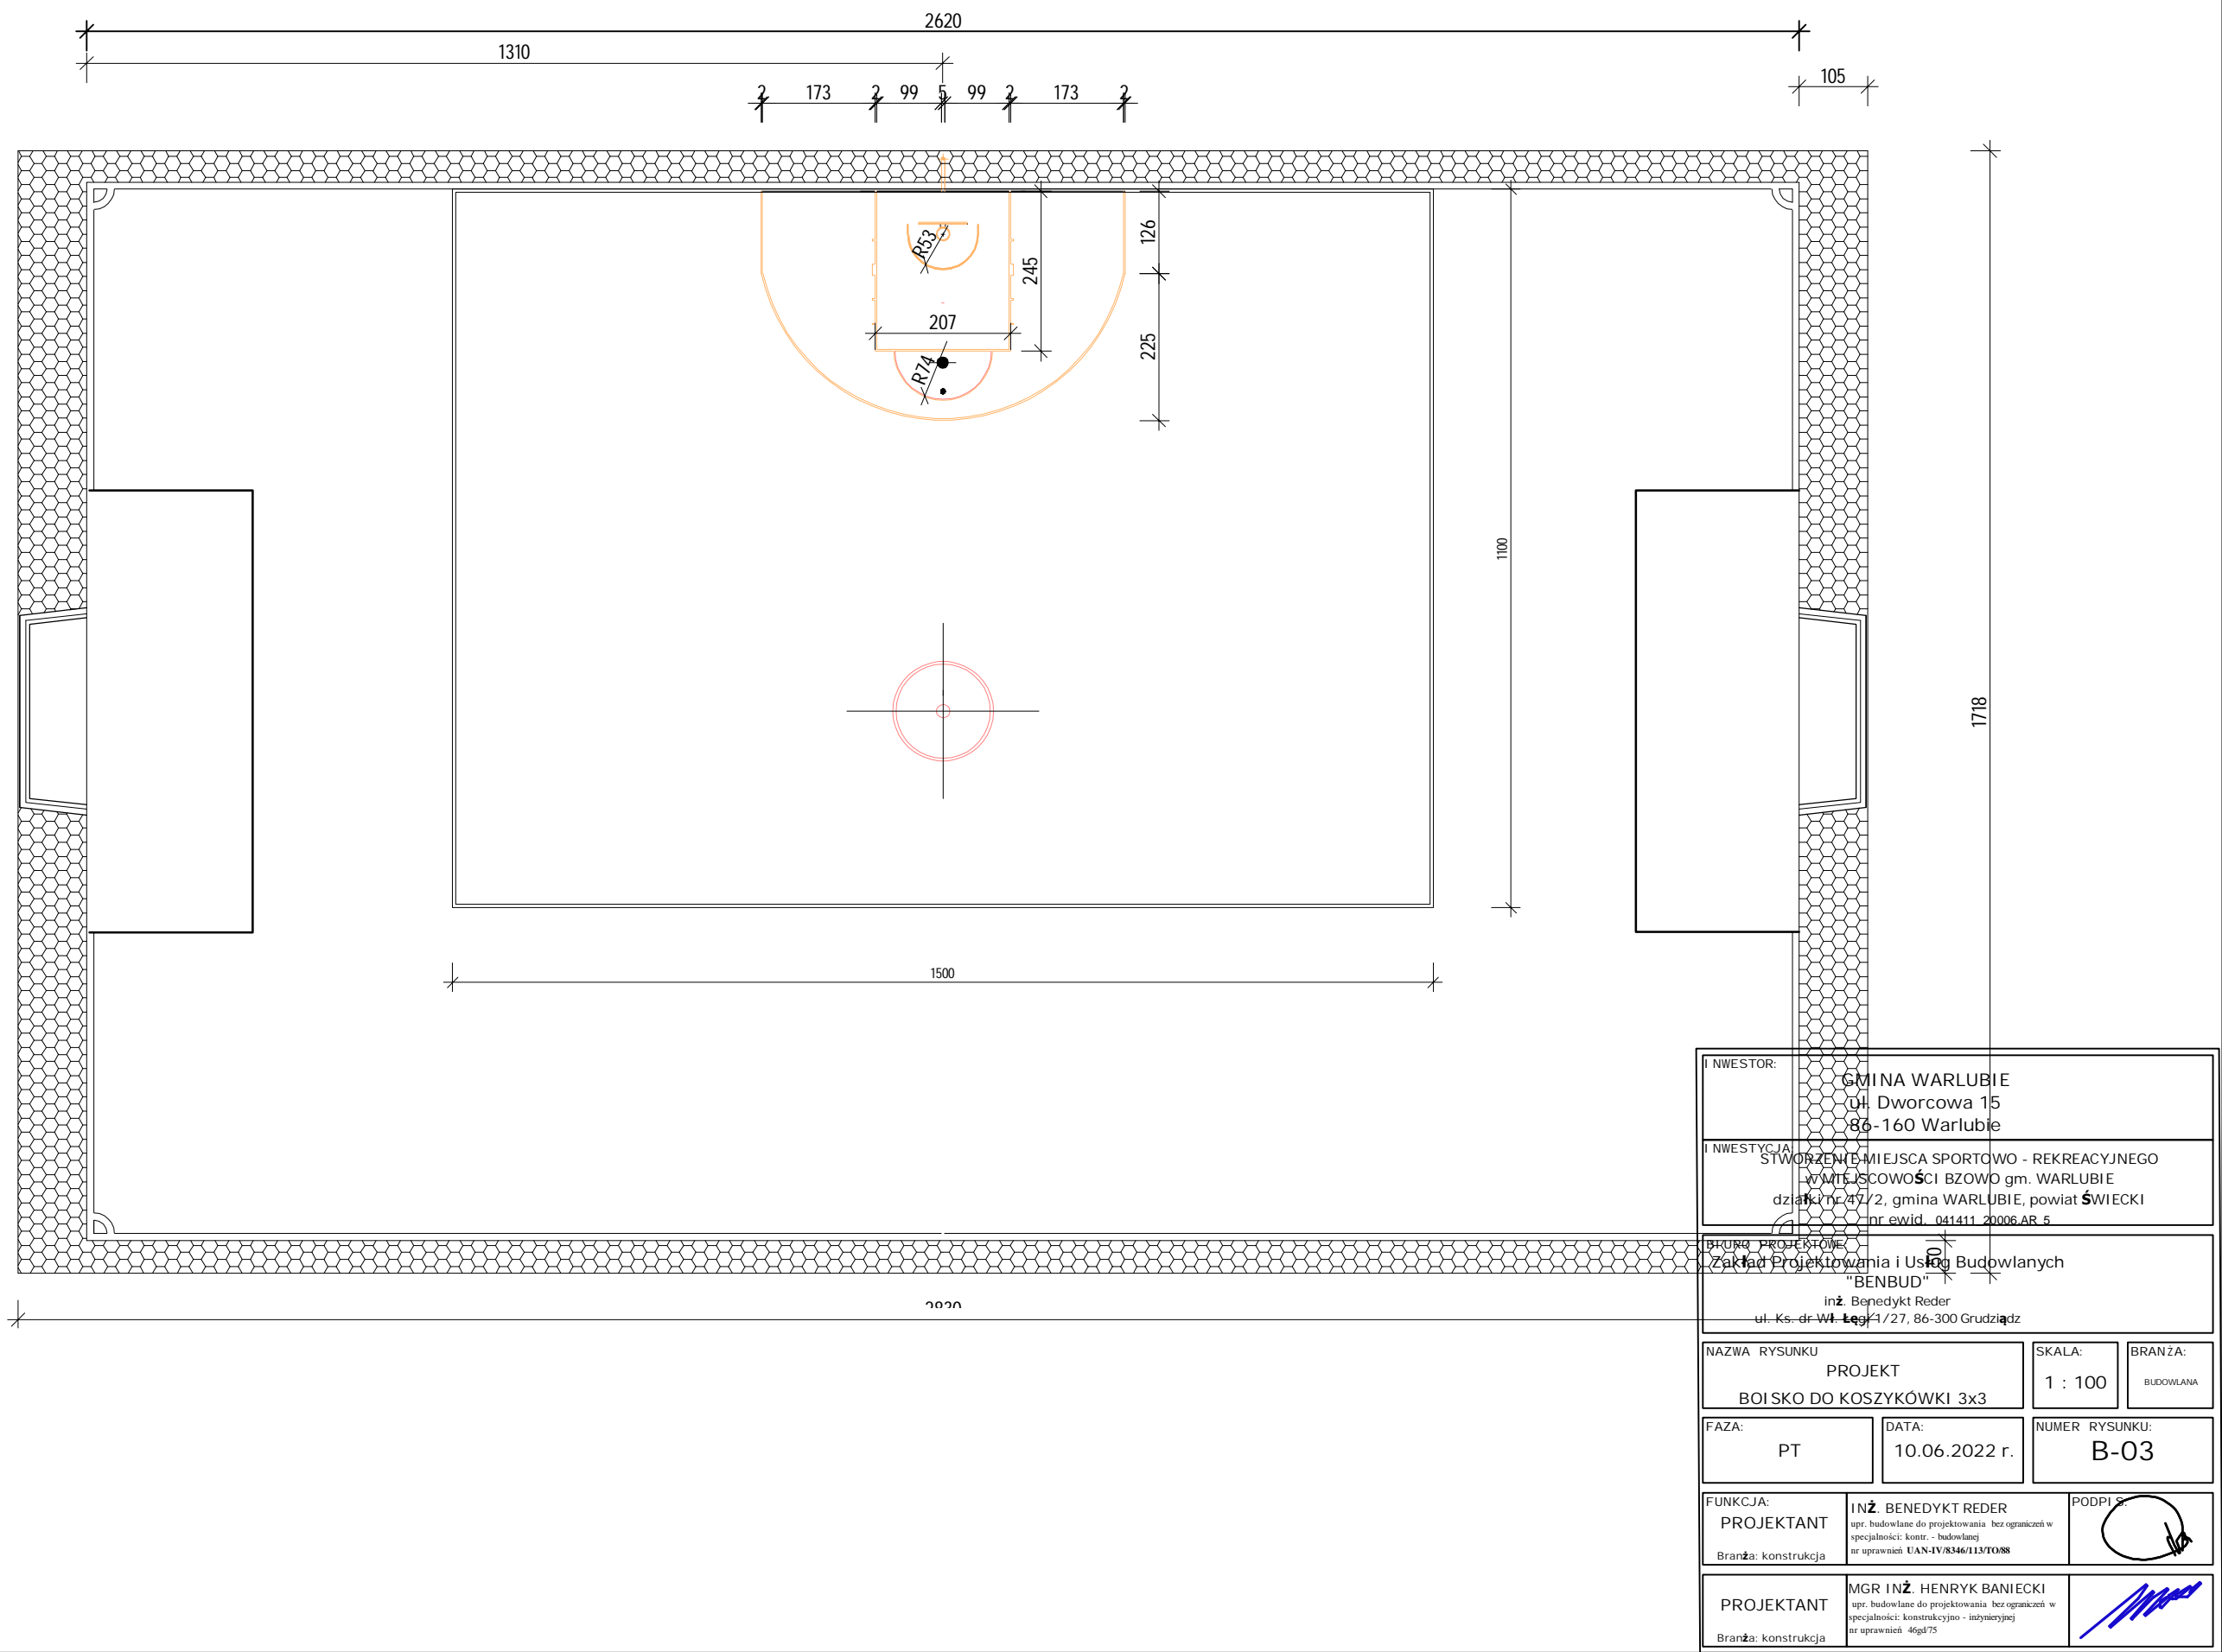 2620
1310
2 173 2 99 5 99 2 173 2
105
R53
126
245
207
225
R74
1100
1718
1500
50
2830
INWESTOR:
GMINA WARLUBIE
ul. Dworcowa 15
86-160 Warlubie
INWESTYCJA
STWORZENIE MIEJSCA SPORTOWO - REKREACYJNEGO
w MIEJSCOWOŚCI BZOWO gm. WARLUBIE
działki nr 47/2, gmina WARLUBIE, powiat ŚWIECKI
nr ewid. 041411_20006.AR_5
BIURO PROJEKTOWE
Zakład Projektowania i Usług Budowlanych
"BENBUD"
inż. Benedykt Reder
ul. Ks. dr Wł. Łęgi 1/27, 86-300 Grudziądz
NAZWA RYSUNKU
PROJEKT
BOISKO DO KOSZYKÓWKI 3x3
SKALA:
1 : 100
BRANŻA:
BUDOWLANA
FAZA:
PT
DATA:
10.06.2022 r.
NUMER RYSUNKU:
B-03
FUNKCJA:
PROJEKTANT
Branża: konstrukcja
INŻ. BENEDYKT REDER
upr. budowlane do projektowania bez ograniczeń w
specjalności: kontr. - budowlanej
nr uprawnień UAN-IV/8346/113/TO/88
PODPIS:
PROJEKTANT
Branża: konstrukcja
MGR INŻ. HENRYK BANIECKI
upr. budowlane do projektowania bez ograniczeń w
specjalności: konstrukcyjno - inżynieryjnej
nr uprawnień 46gd/75